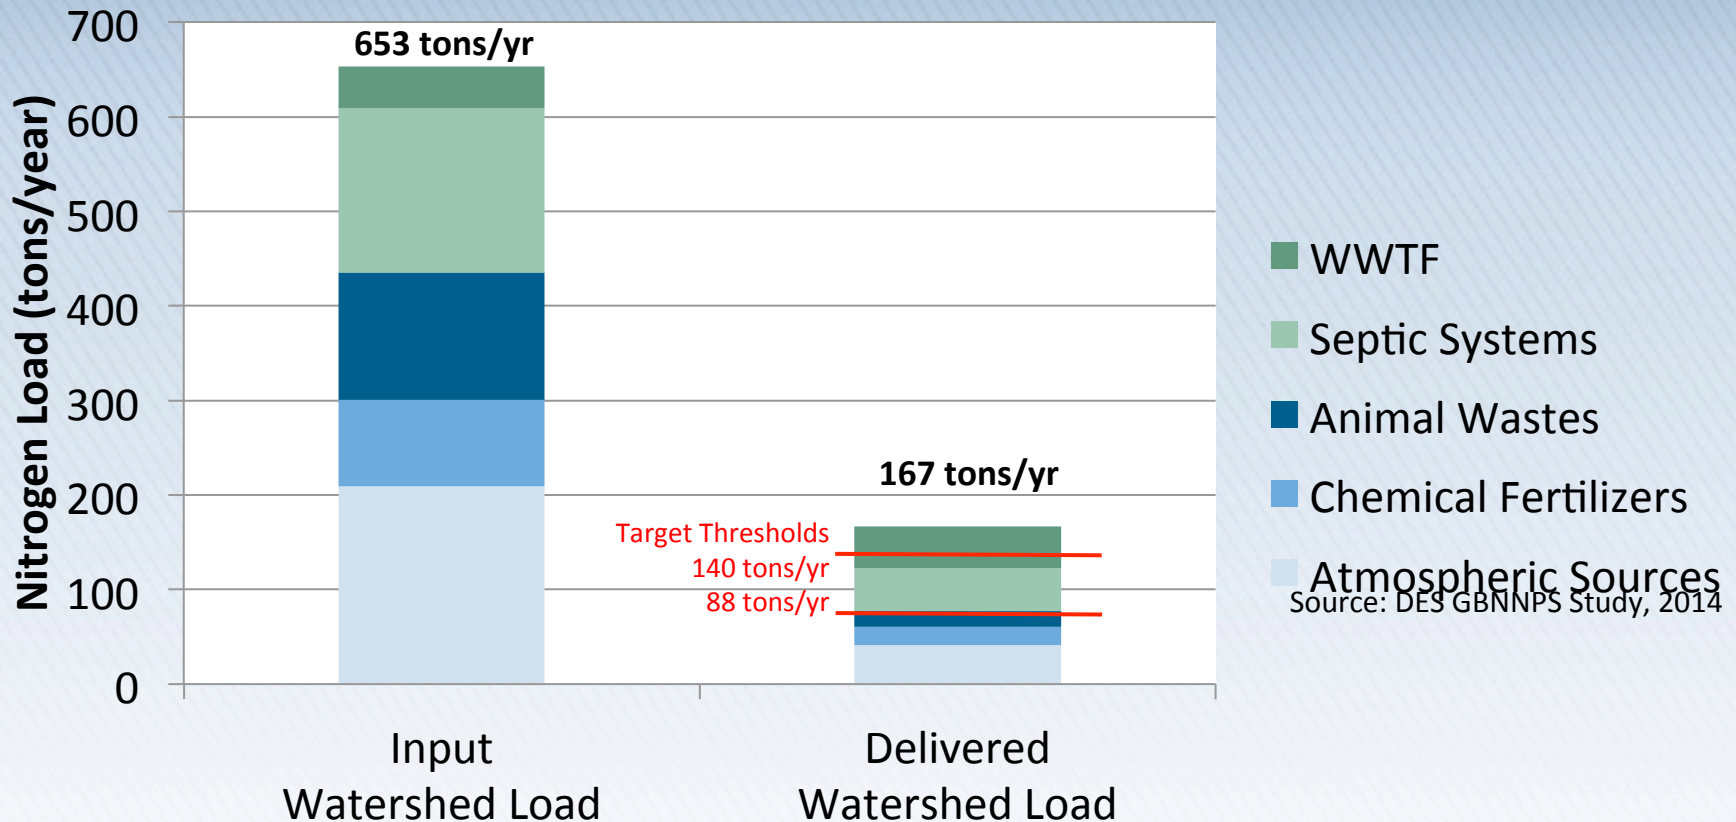 Nitrogen Load (tons/year)
700
600
500
400
300
200
100
0
653 tons/yr
167 tons/yr
Target Thresholds
140 tons/yr
88 tons/yr
Input
Watershed Load
Delivered
Watershed Load
WWTF
Septic Systems
Animal Wastes
Chemical Fertilizers
Atmospheric Sources
Source: DES GBNNPS Study, 2014